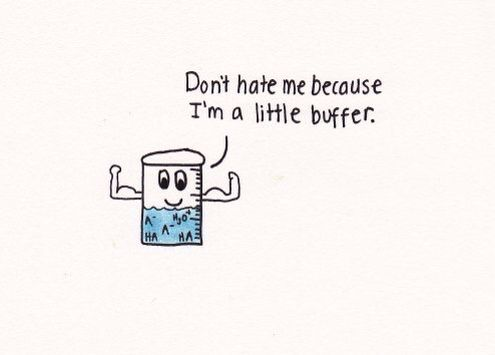 Don't hate me because
I'm a little buffer.
A⁻ H₃O⁺
A⁻
HA HA